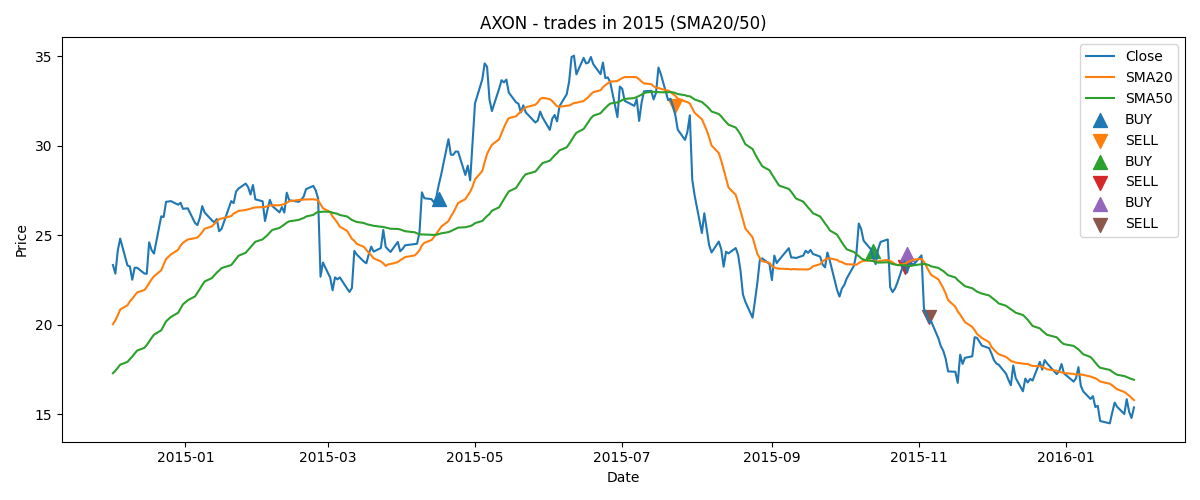 AXON - trades in 2015 (SMA20/50)
Close
SMA20
SMA50
BUY
SELL
BUY
SELL
BUY
SELL
Price
35
30
25
20
15
2015-01
2015-03
2015-05
2015-07
2015-09
2015-11
2016-01
Date